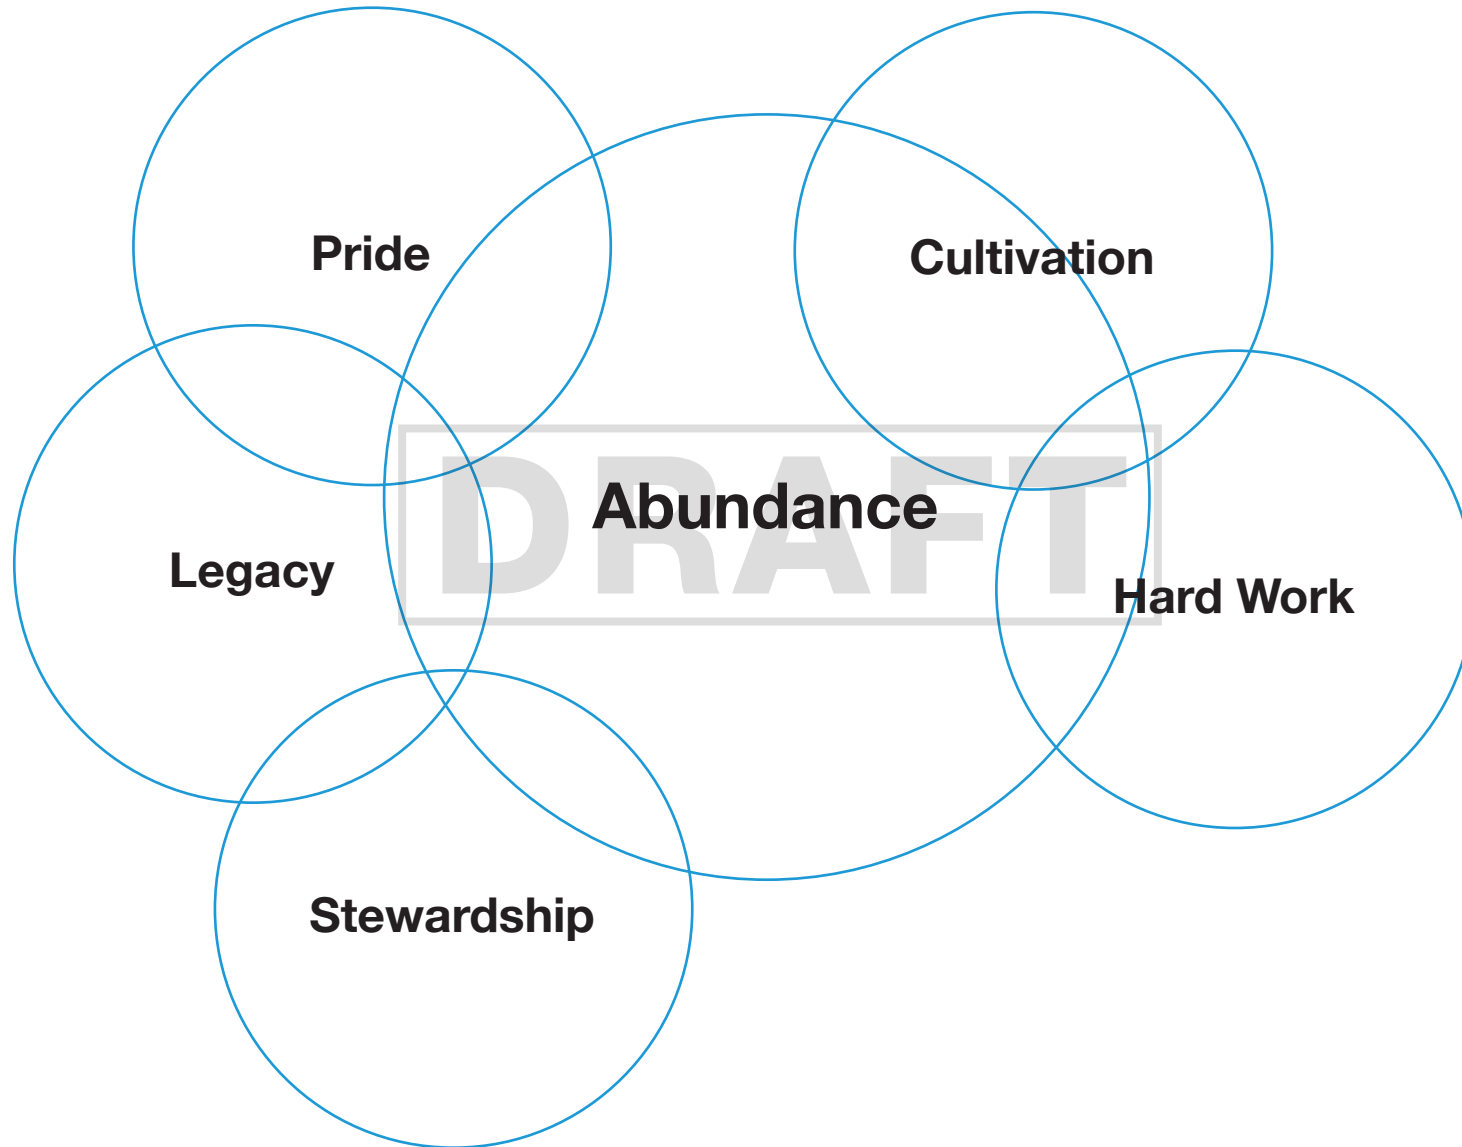 Pride
Cultivation
DRAFT
Abundance
Legacy
Hard Work
Stewardship